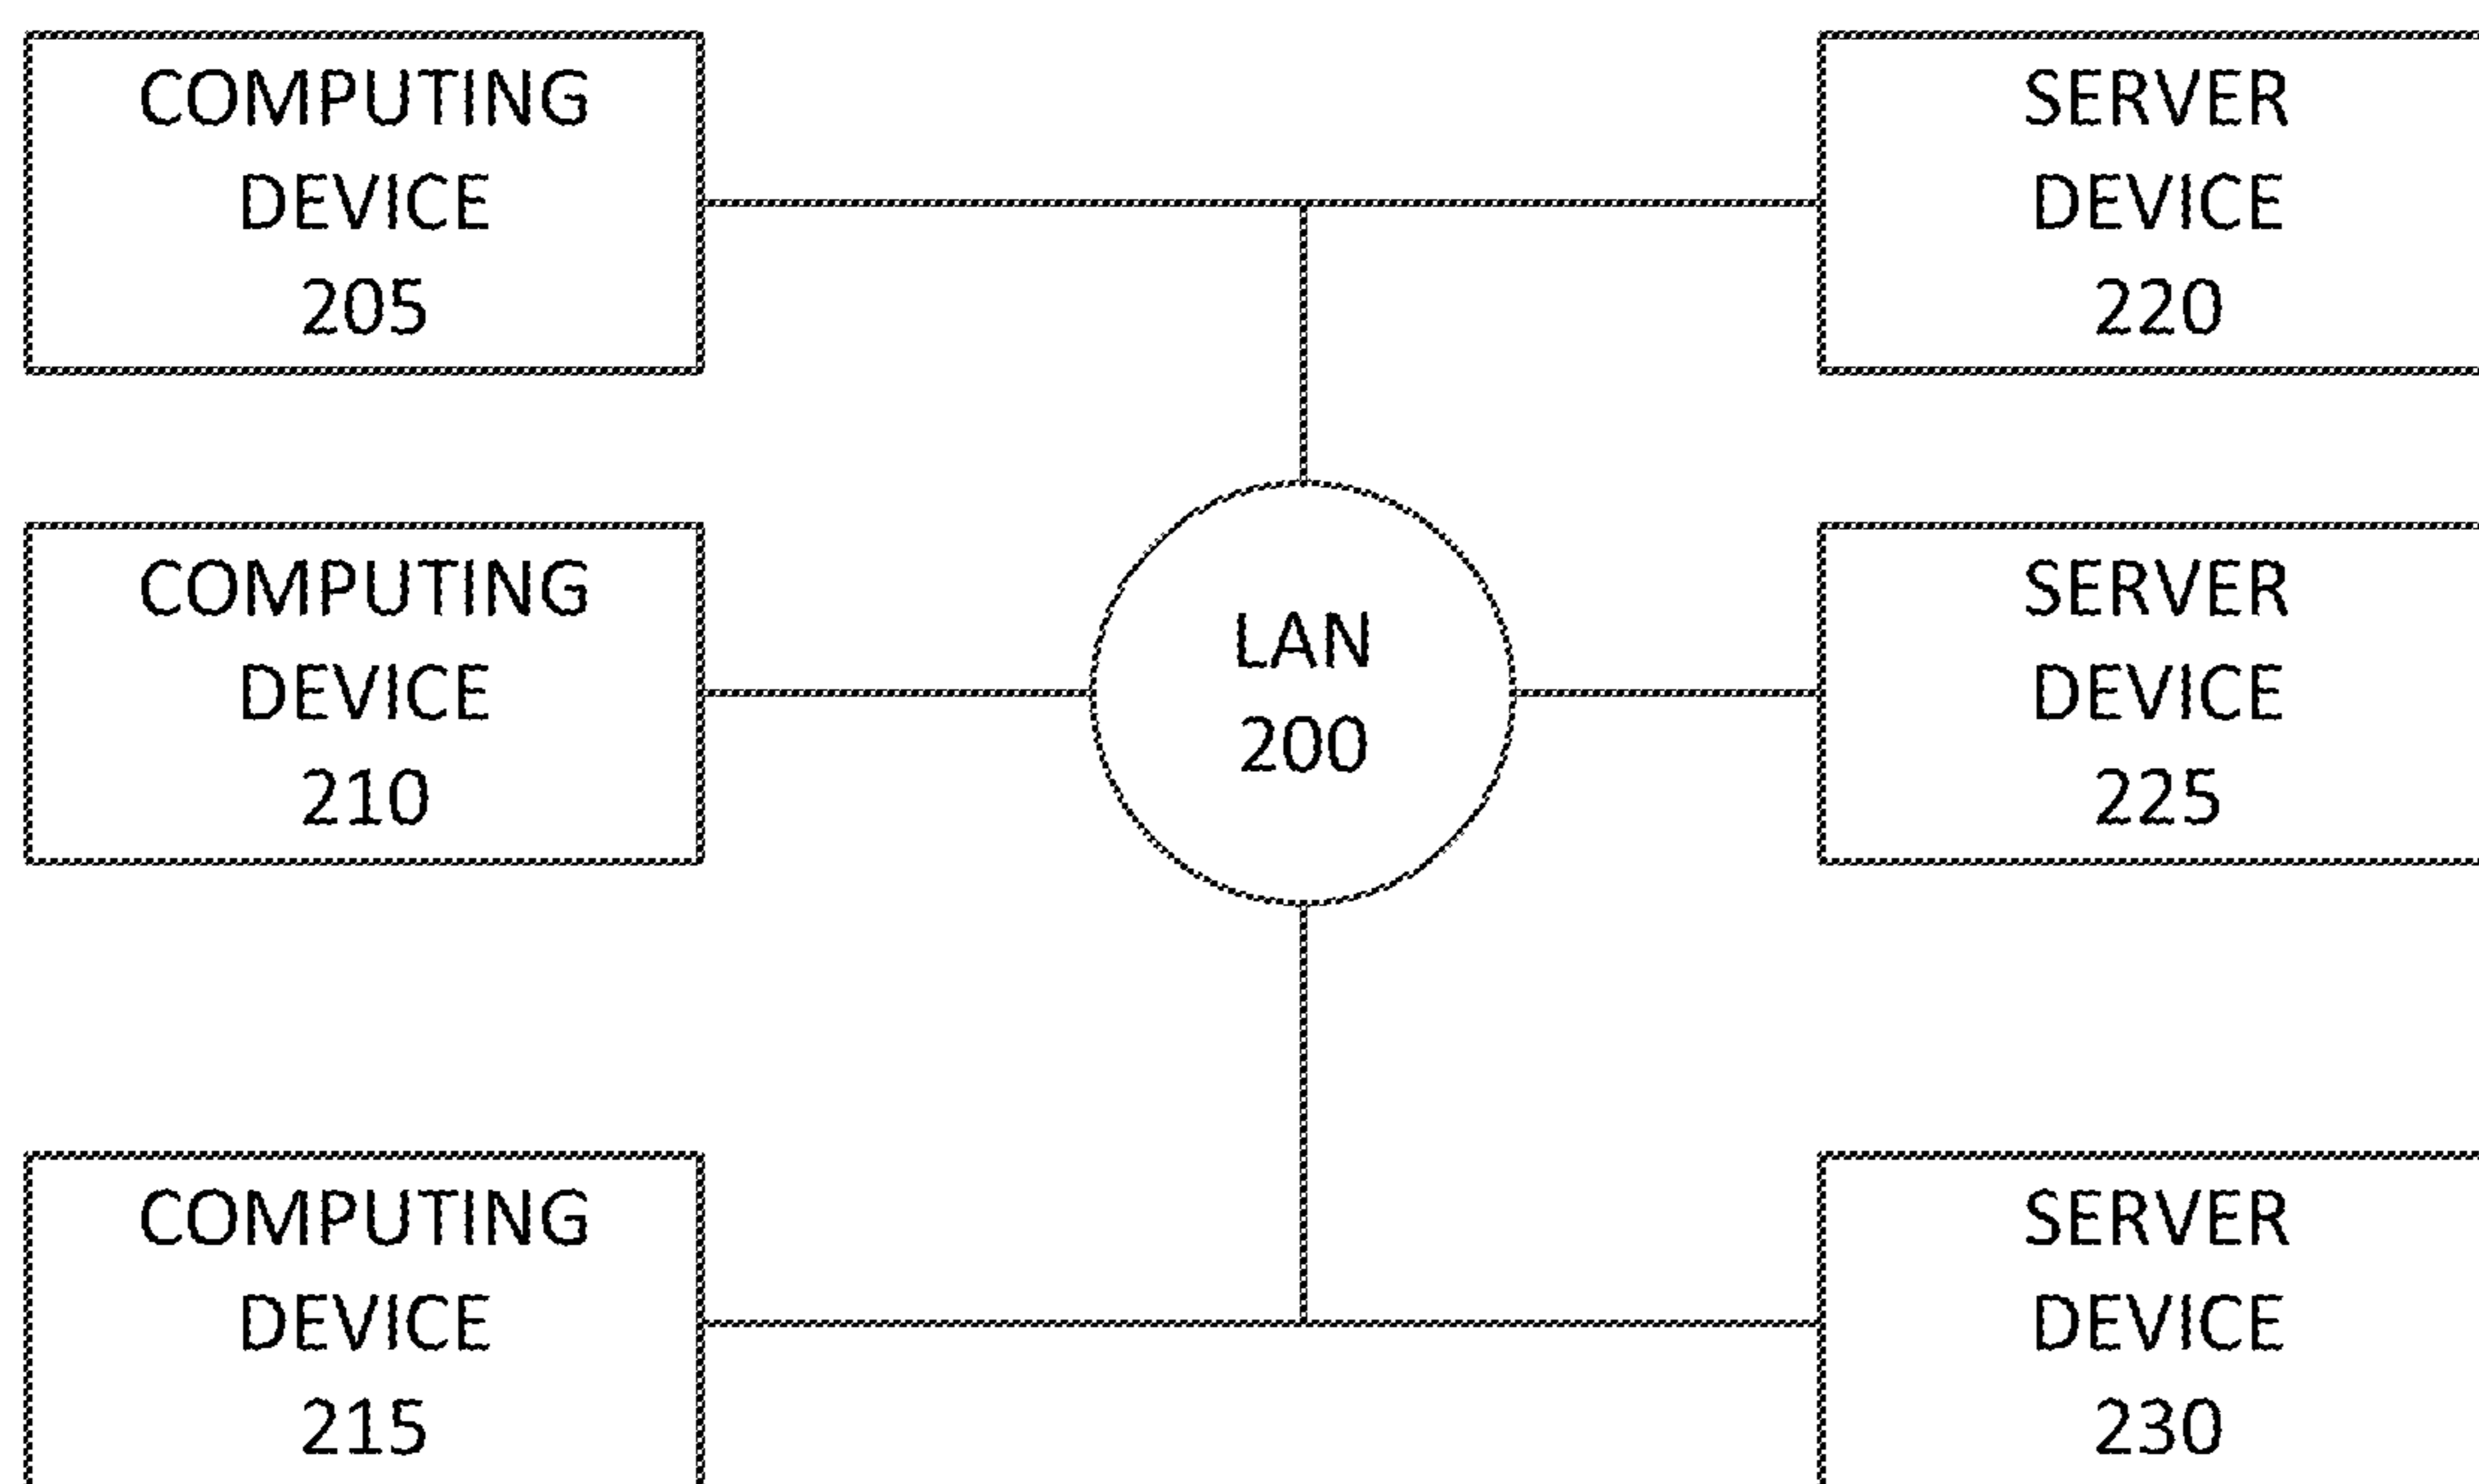 COMPUTING
DEVICE
205
SERVER
DEVICE
220
COMPUTING
DEVICE
210
LAN
200
SERVER
DEVICE
225
COMPUTING
DEVICE
215
SERVER
DEVICE
230